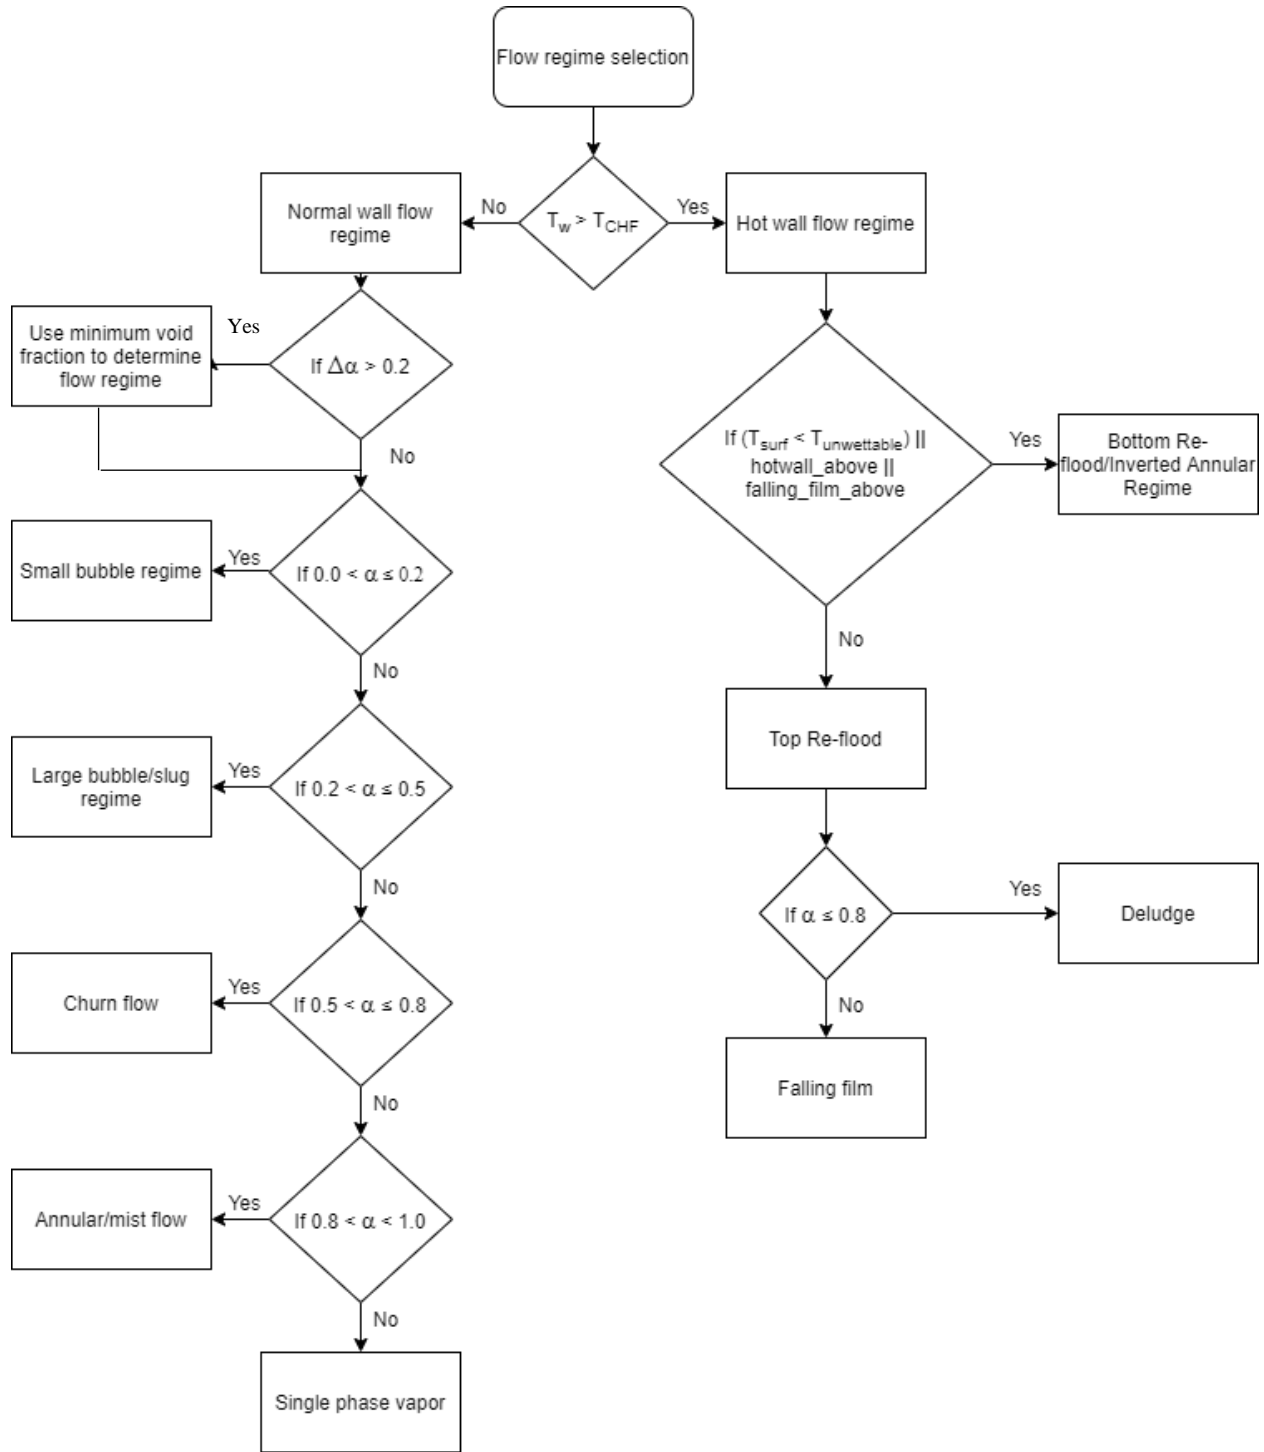 Flow regime selection
T_w > T_CHF
No
Yes
Normal wall flow
regime
Hot wall flow regime
If Δα > 0.2
Yes
Use minimum void
fraction to determine
flow regime
No
If 0.0 < α ≤ 0.2
Yes
Small bubble regime
No
If 0.2 < α ≤ 0.5
Yes
Large bubble/slug
regime
No
If 0.5 < α ≤ 0.8
Yes
Churn flow
No
If 0.8 < α < 1.0
Yes
Annular/mist flow
No
Single phase vapor
If (T_surf < T_unwettable) ||
hotwall_above ||
falling_film_above
Yes
Bottom Re-
flood/Inverted Annular
Regime
No
Top Re-flood
If α ≤ 0.8
Yes
Deludge
No
Falling film